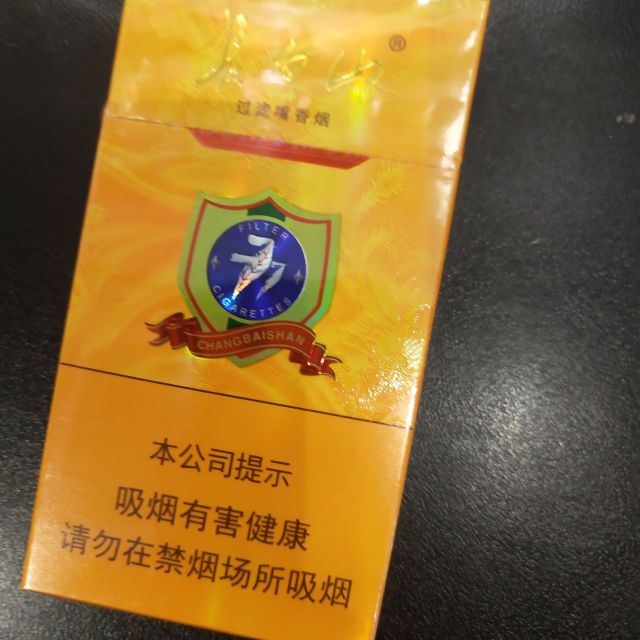 长白山®
过滤嘴香烟
FILTER
CIGARETTES
CHANGBAISHAN
本公司提示
吸烟有害健康
请勿在禁烟场所吸烟